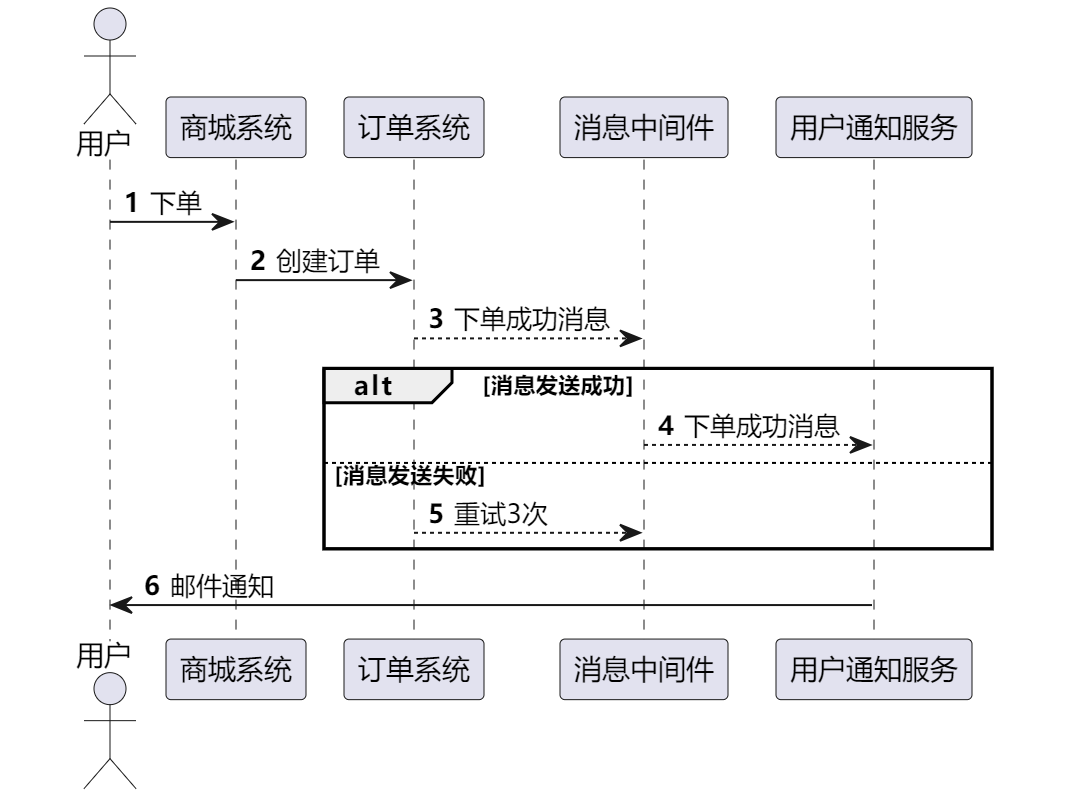 用户
商城系统
订单系统
消息中间件
用户通知服务
1 下单
2 创建订单
3 下单成功消息
alt [消息发送成功]
4 下单成功消息
[消息发送失败]
5 重试3次
6 邮件通知
用户
商城系统
订单系统
消息中间件
用户通知服务